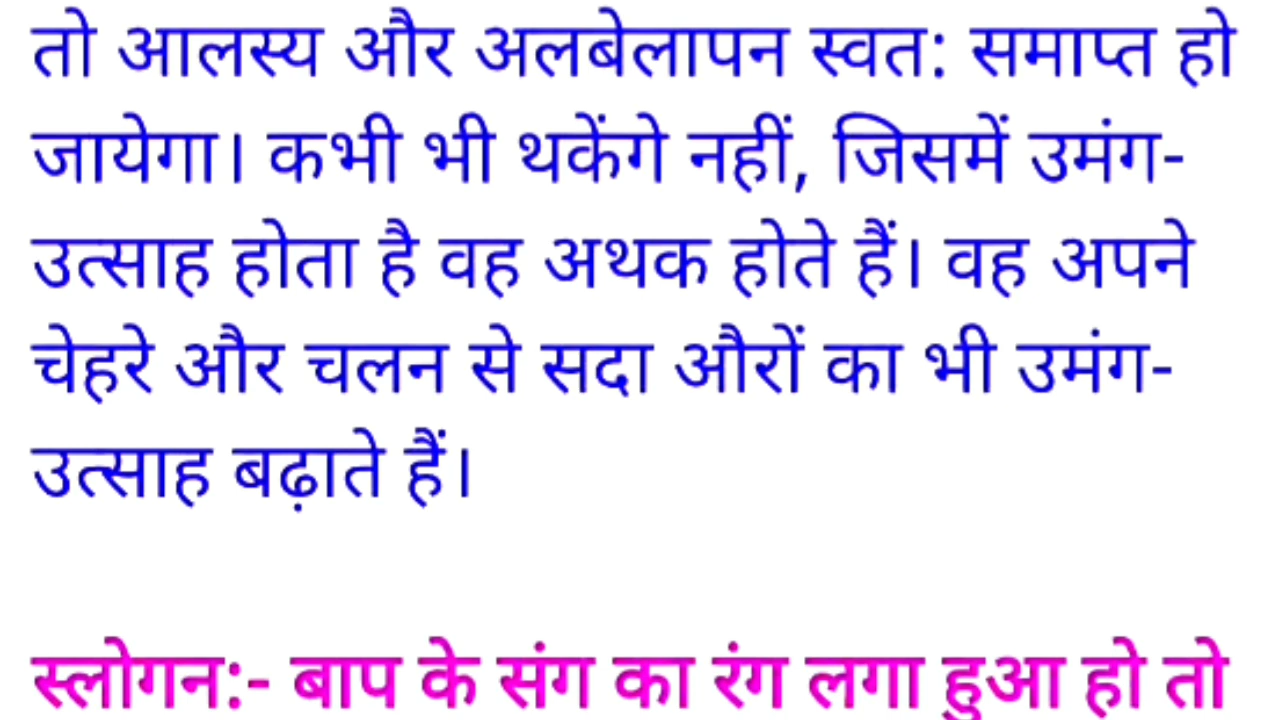 तो आलस्य और अलबेलापन स्वत: समाप्त हो
जायेगा। कभी भी थकेंगे नहीं, जिसमें उमंग-
उत्साह होता है वह अथक होते हैं। वह अपने
चेहरे और चलन से सदा औरों का भी उमंग-
उत्साह बढ़ाते हैं।
स्लोगन:- बाप के संग का रंग लगा हुआ हो तो